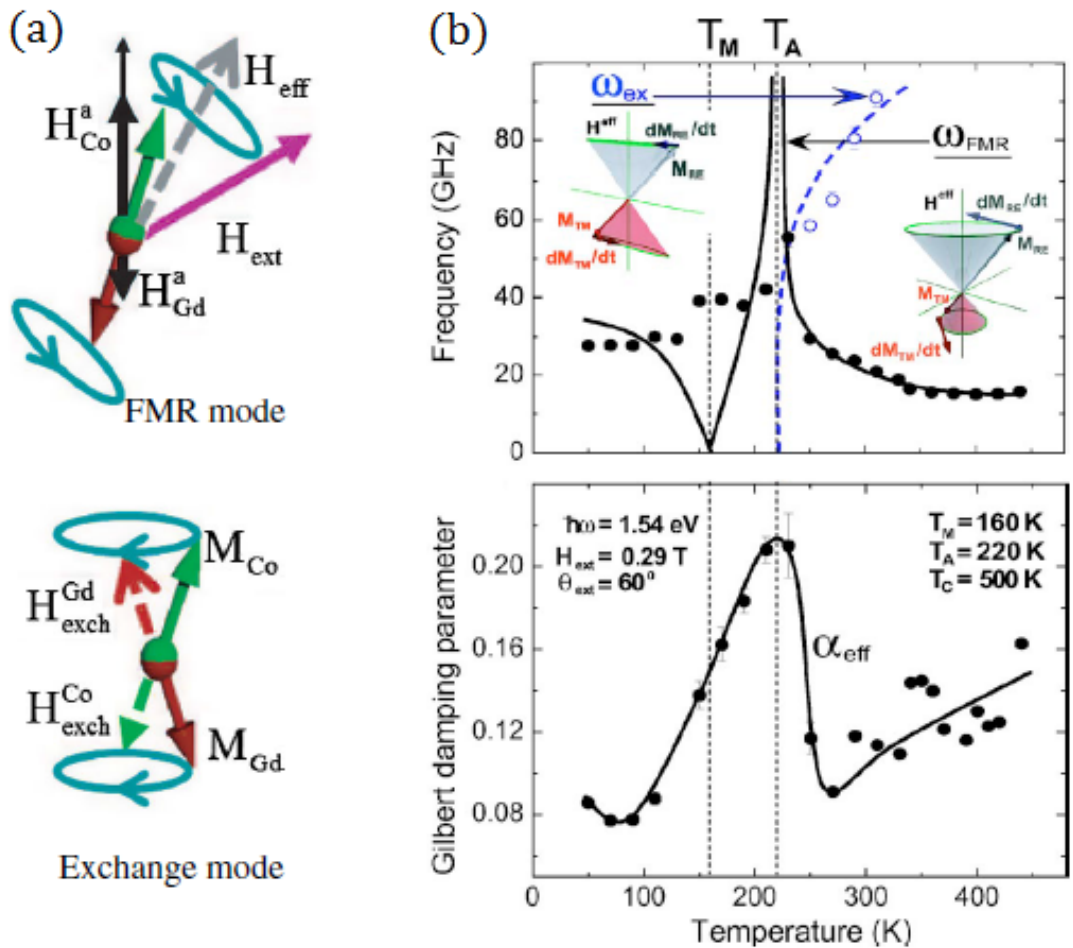 (a)
H_eff
H^a_Co
H_ext
H^a_Gd
FMR mode
M_Co
H^Gd_exch
H^Co_exch
M_Gd
Exchange mode
(b)
T_M T_A
Frequency (GHz)
80
60
40
20
0
ω_ex
ω_FMR
H^eff
dM_RE/dt
M_RE
M_TM
dM_TM/dt
H^eff
dM_RE/dt
M_RE
M_TM
dM_TM/dt
Gilbert damping parameter
0.20
0.16
0.12
0.08
ħω = 1.54 eV
H_ext = 0.29 T
θ_ext = 60°
T_M = 160 K
T_A = 220 K
T_C = 500 K
α_eff
0 100 200 300 400
Temperature (K)